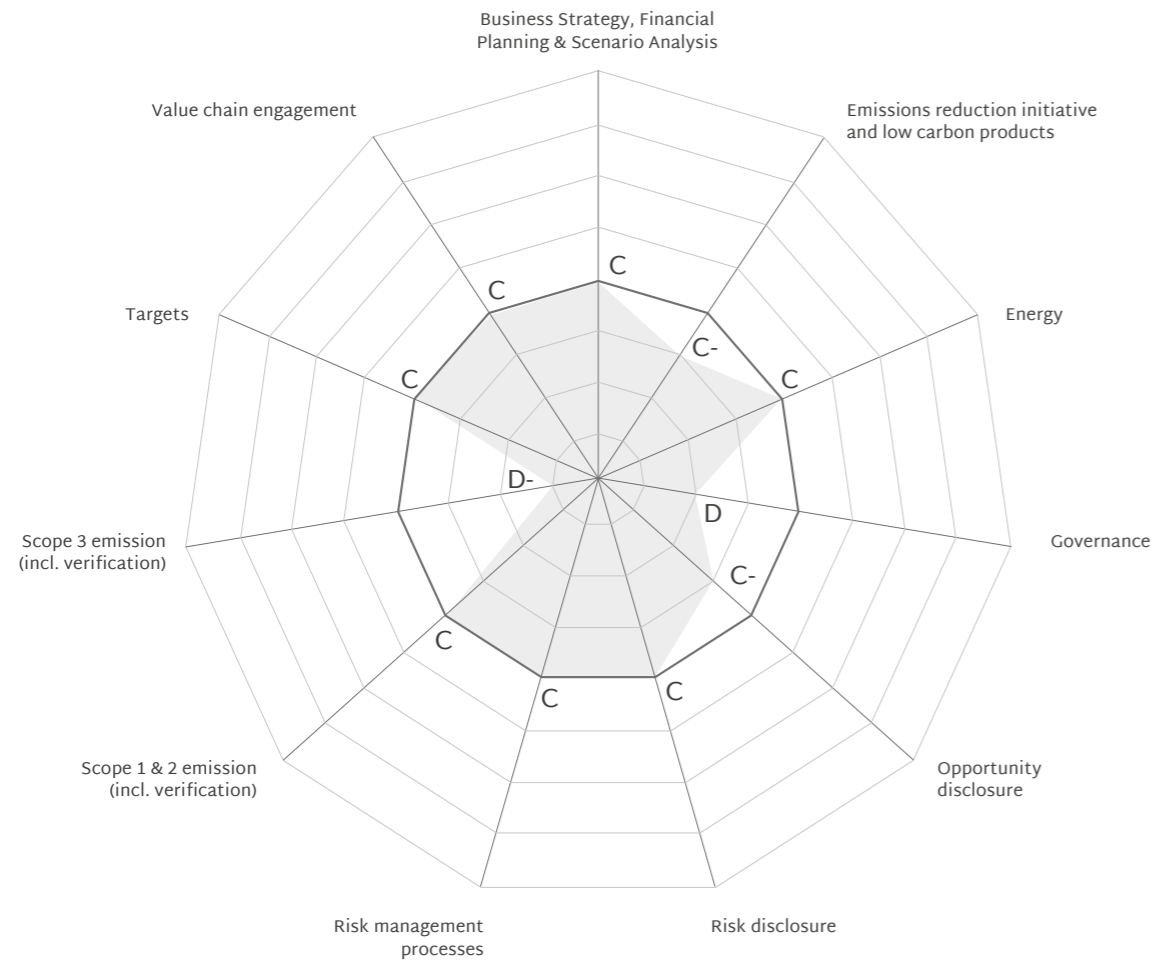 Business Strategy, Financial
Planning & Scenario Analysis
Value chain engagement
Emissions reduction initiative
and low carbon products
C
C
C-
Targets
Energy
C
C
D-
D
Scope 3 emission
(incl. verification)
Governance
C-
C
C
C
Scope 1 & 2 emission
(incl. verification)
Opportunity
disclosure
Risk management
processes
Risk disclosure